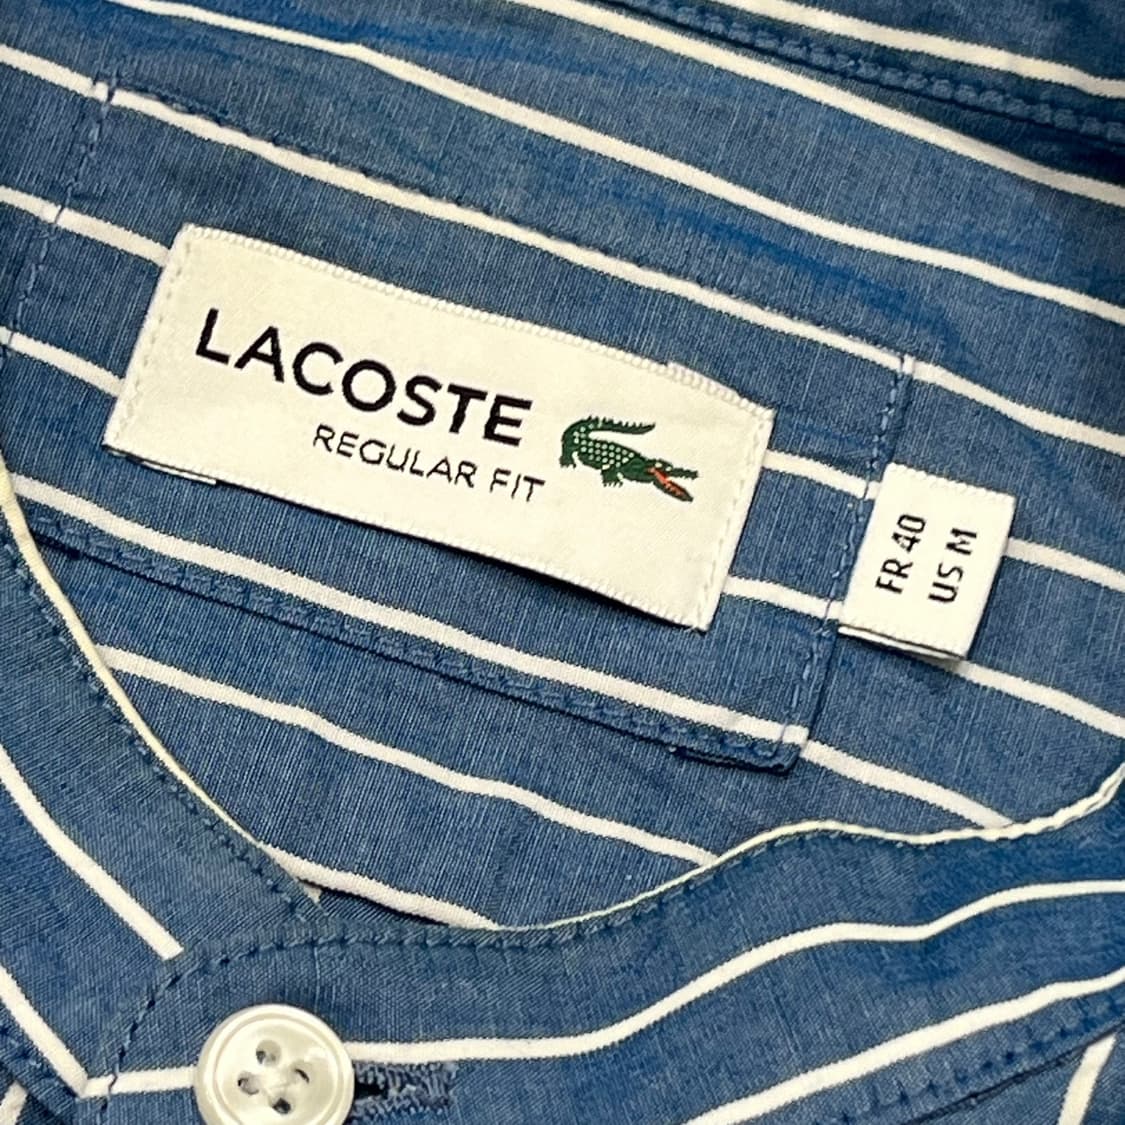 LACOSTE
REGULAR FIT
FR 40
US M